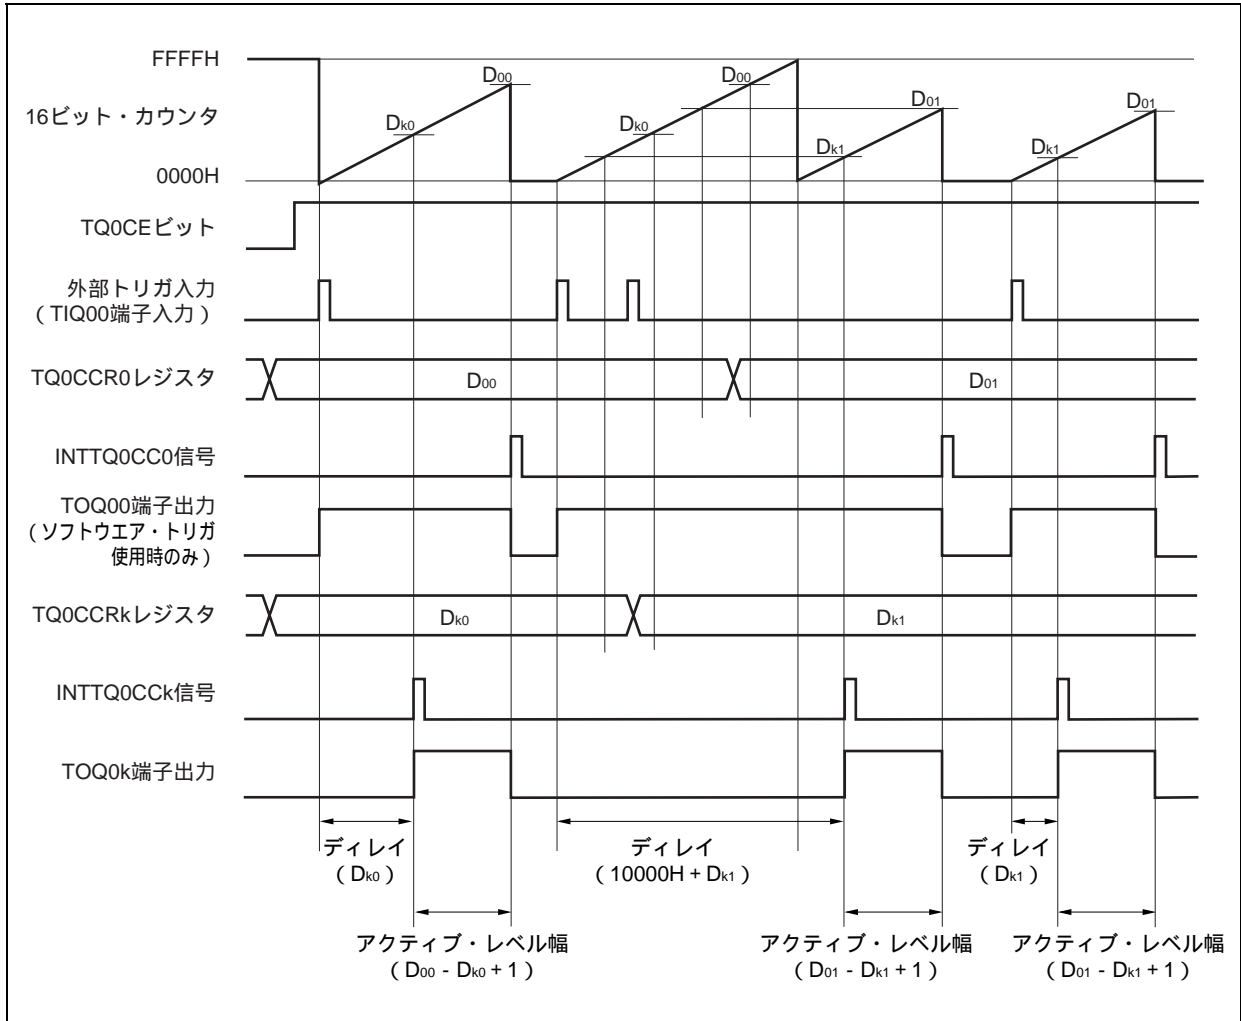 FFFFH
D00
D00
16ビット・カウンタ
Dk0
Dk0
D01
D01
Dk1
Dk1
0000H
TQ0CEビット
外部トリガ入力
(TIQ00端子入力)
TQ0CCR0レジスタ
D00
D01
INTTQ0CC0信号
TOQ00端子出力
(ソフトウエア・トリガ
使用時のみ)
TQ0CCRkレジスタ
Dk0
Dk1
INTTQ0CCk信号
TOQ0k端子出力
ディレイ
(Dk0)
ディレイ
(10000H + Dk1)
ディレイ
(Dk1)
アクティブ・レベル幅
(D00 - Dk0 + 1)
アクティブ・レベル幅
(D01 - Dk1 + 1)
アクティブ・レベル幅
(D01 - Dk1 + 1)